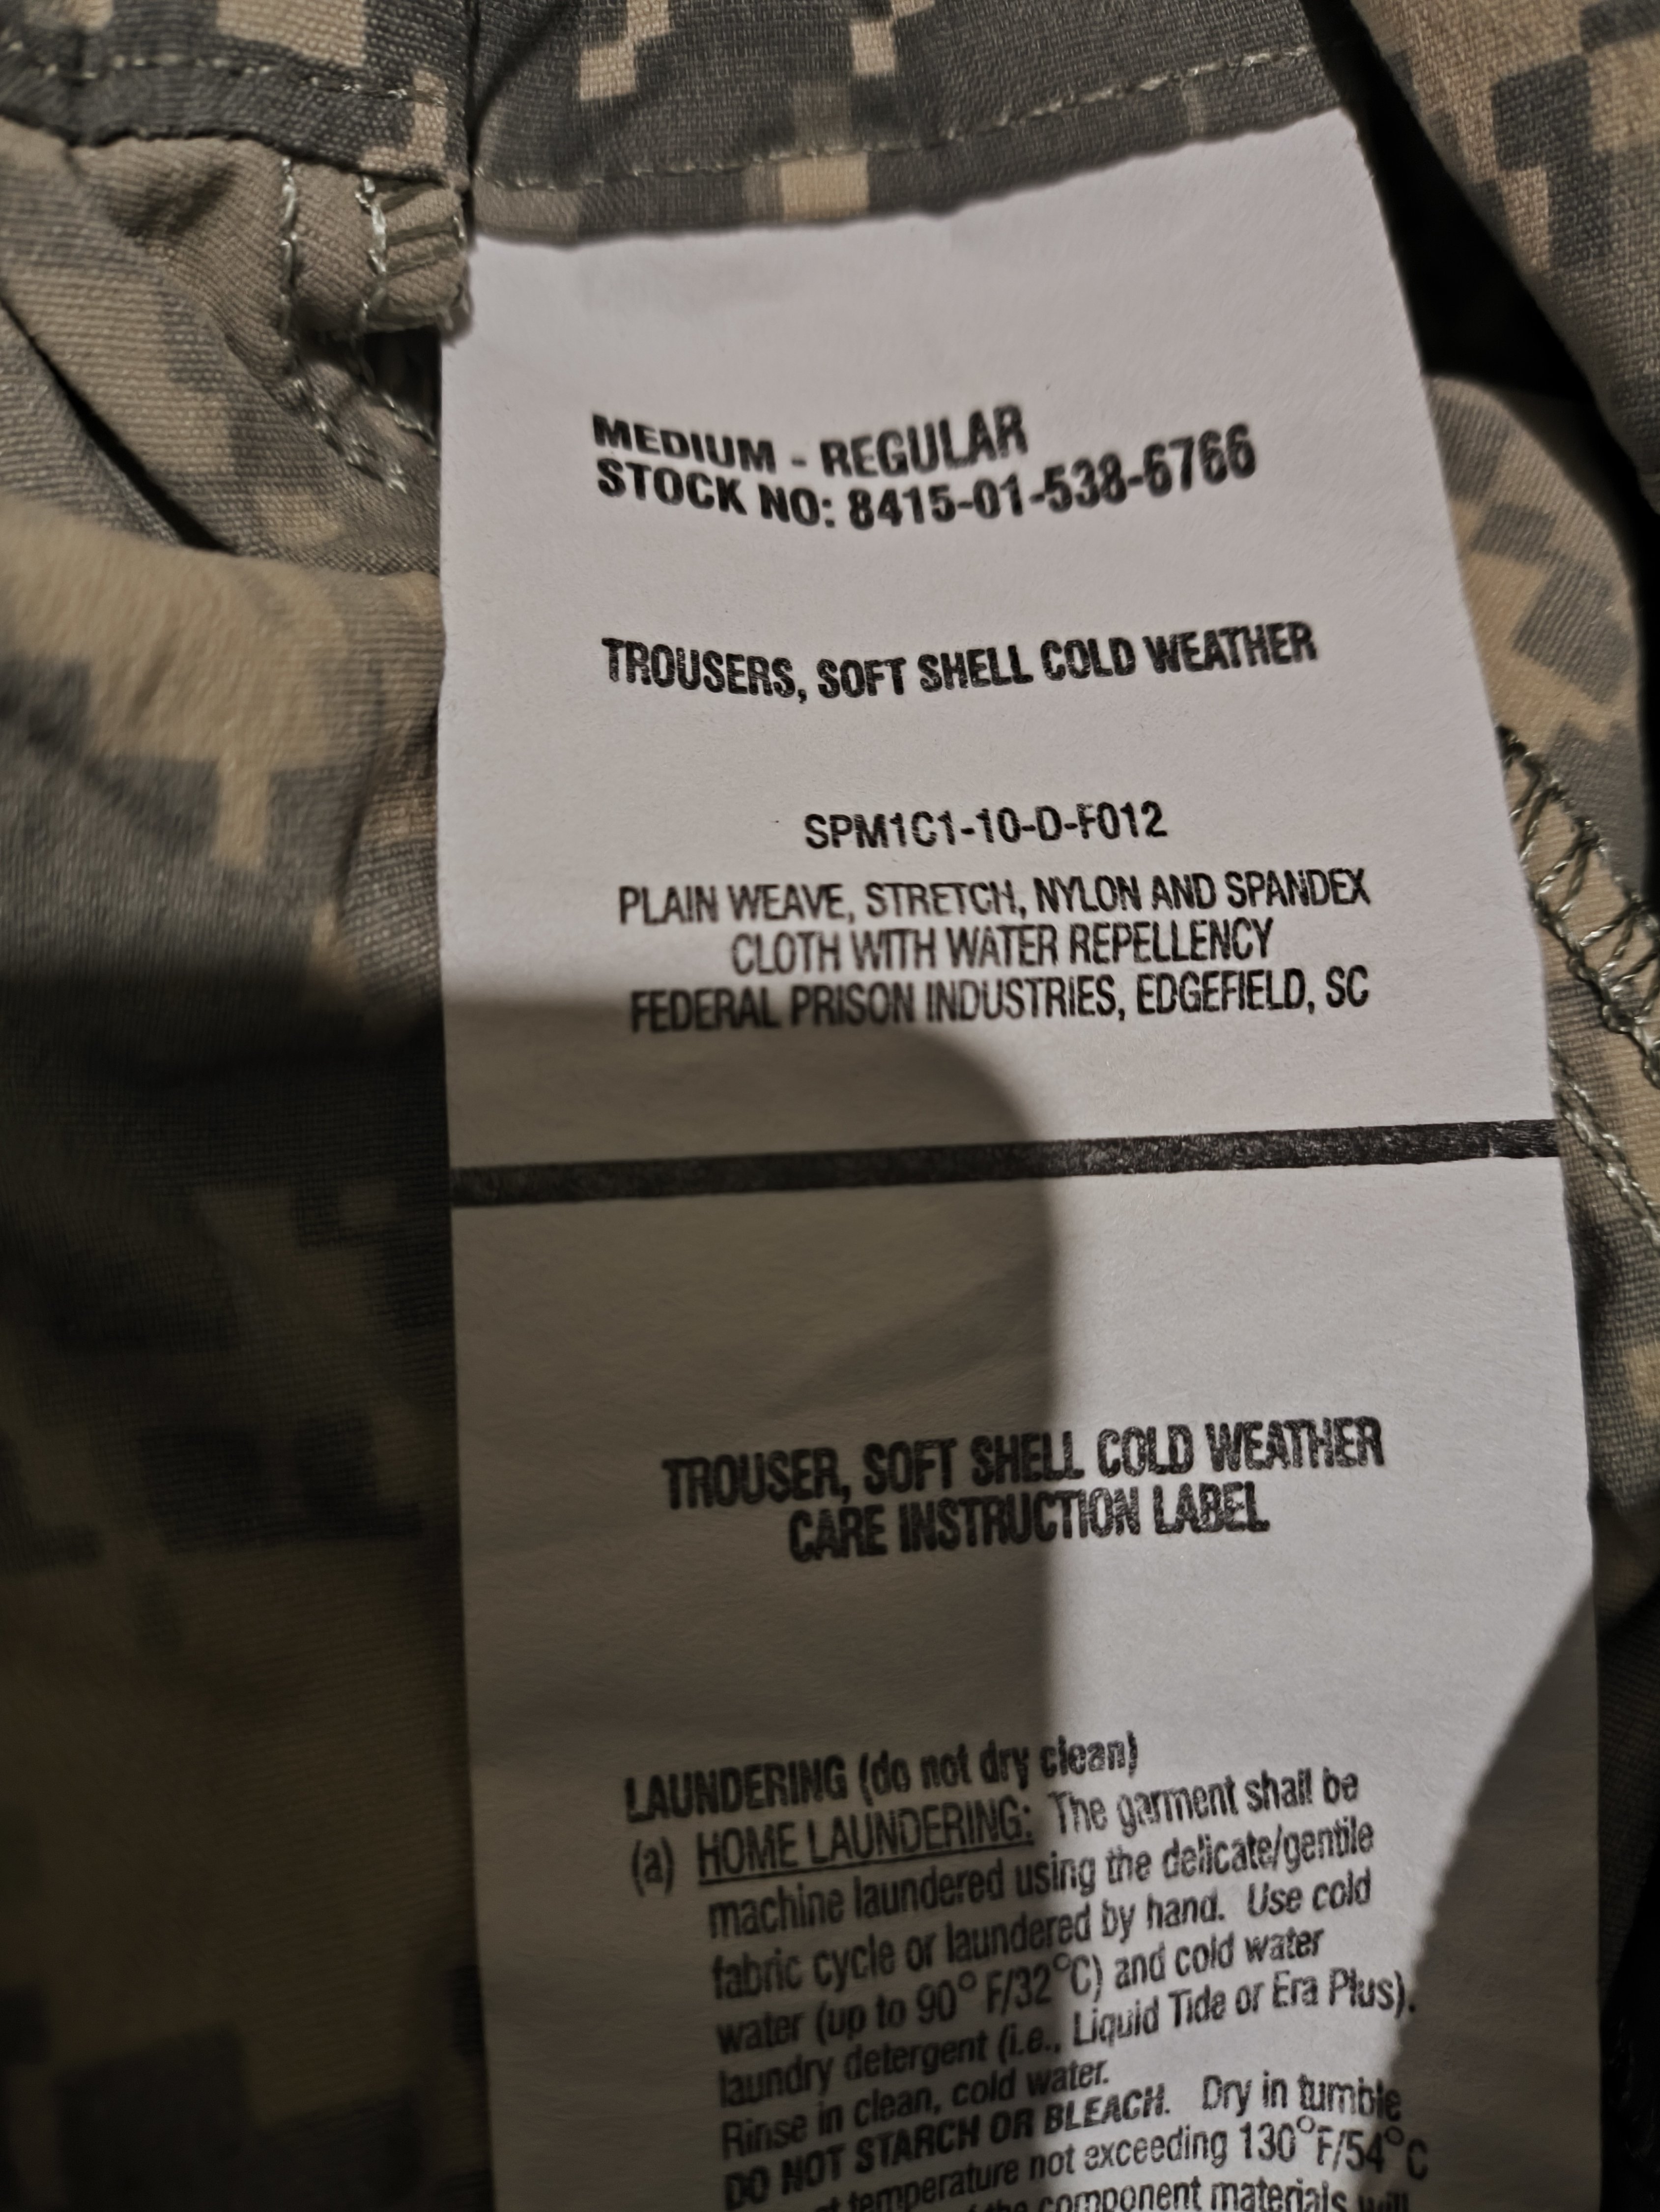 MEDIUM - REGULAR
STOCK NO: 8415-01-538-6766
TROUSERS, SOFT SHELL COLD WEATHER
SPM1C1-10-D-F012
PLAIN WEAVE, STRETCH, NYLON AND SPANDEX
CLOTH WITH WATER REPELLENCY
FEDERAL PRISON INDUSTRIES, EDGEFIELD, SC
TROUSER, SOFT SHELL COLD WEATHER
CARE INSTRUCTION LABEL
LAUNDERING (do not dry clean)
(a) HOME LAUNDERING: The garment shall be
machine laundered using the delicate/gentile
fabric cycle or laundered by hand. Use cold
water (up to 90° F/32°C) and cold water
laundry detergent (i.e., Liquid Tide or Era Plus).
Rinse in clean, cold water.
DO NOT STARCH OR BLEACH. Dry in tumble
temperature not exceeding 130°F/54°C
component materials will